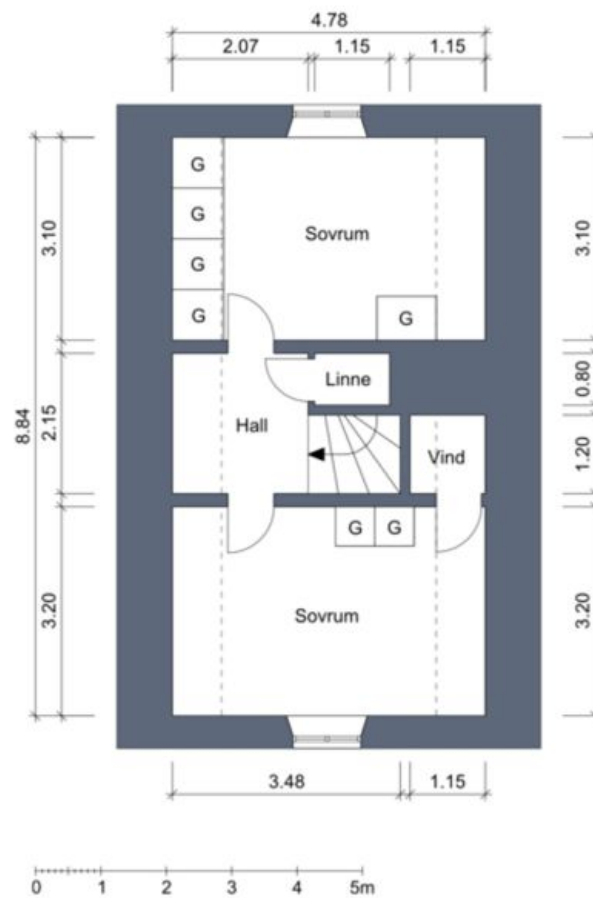 4.78
2.07 1.15 1.15
G
G
G
G
Sovrum
G
3.10
3.10
Linne
0.80
Hall
8.84
2.15
Vind
1.20
G G
Sovrum
3.20
3.20
3.48 1.15
0 1 2 3 4 5m